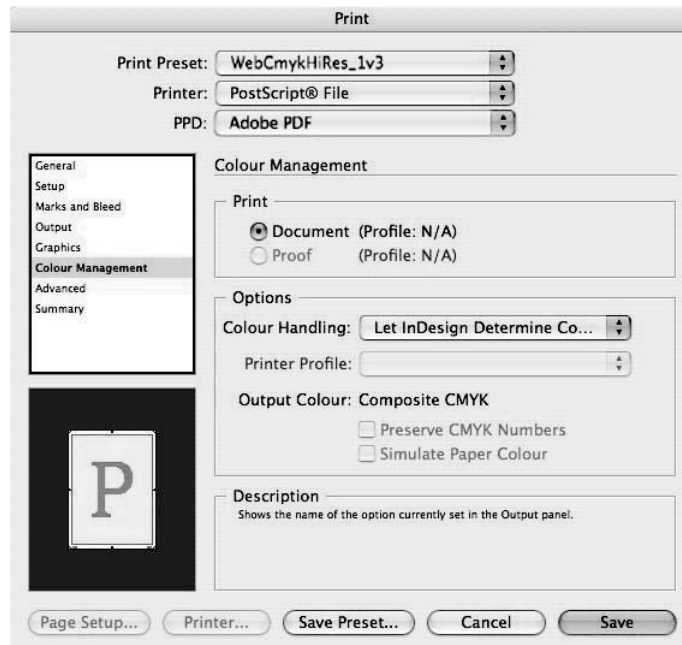 Print
Print Preset: WebCmykHiRes_1v3
Printer: PostScript® File
PPD: Adobe PDF
General
Setup
Marks and Bleed
Output
Graphics
Colour Management
Advanced
Summary
Colour Management
Print
Document (Profile: N/A)
Proof (Profile: N/A)
Options
Colour Handling: Let InDesign Determine Co...
Printer Profile:
Output Colour: Composite CMYK
Preserve CMYK Numbers
Simulate Paper Colour
P
Description
Shows the name of the option currently set in the Output panel.
Page Setup... Printer... Save Preset... Cancel Save